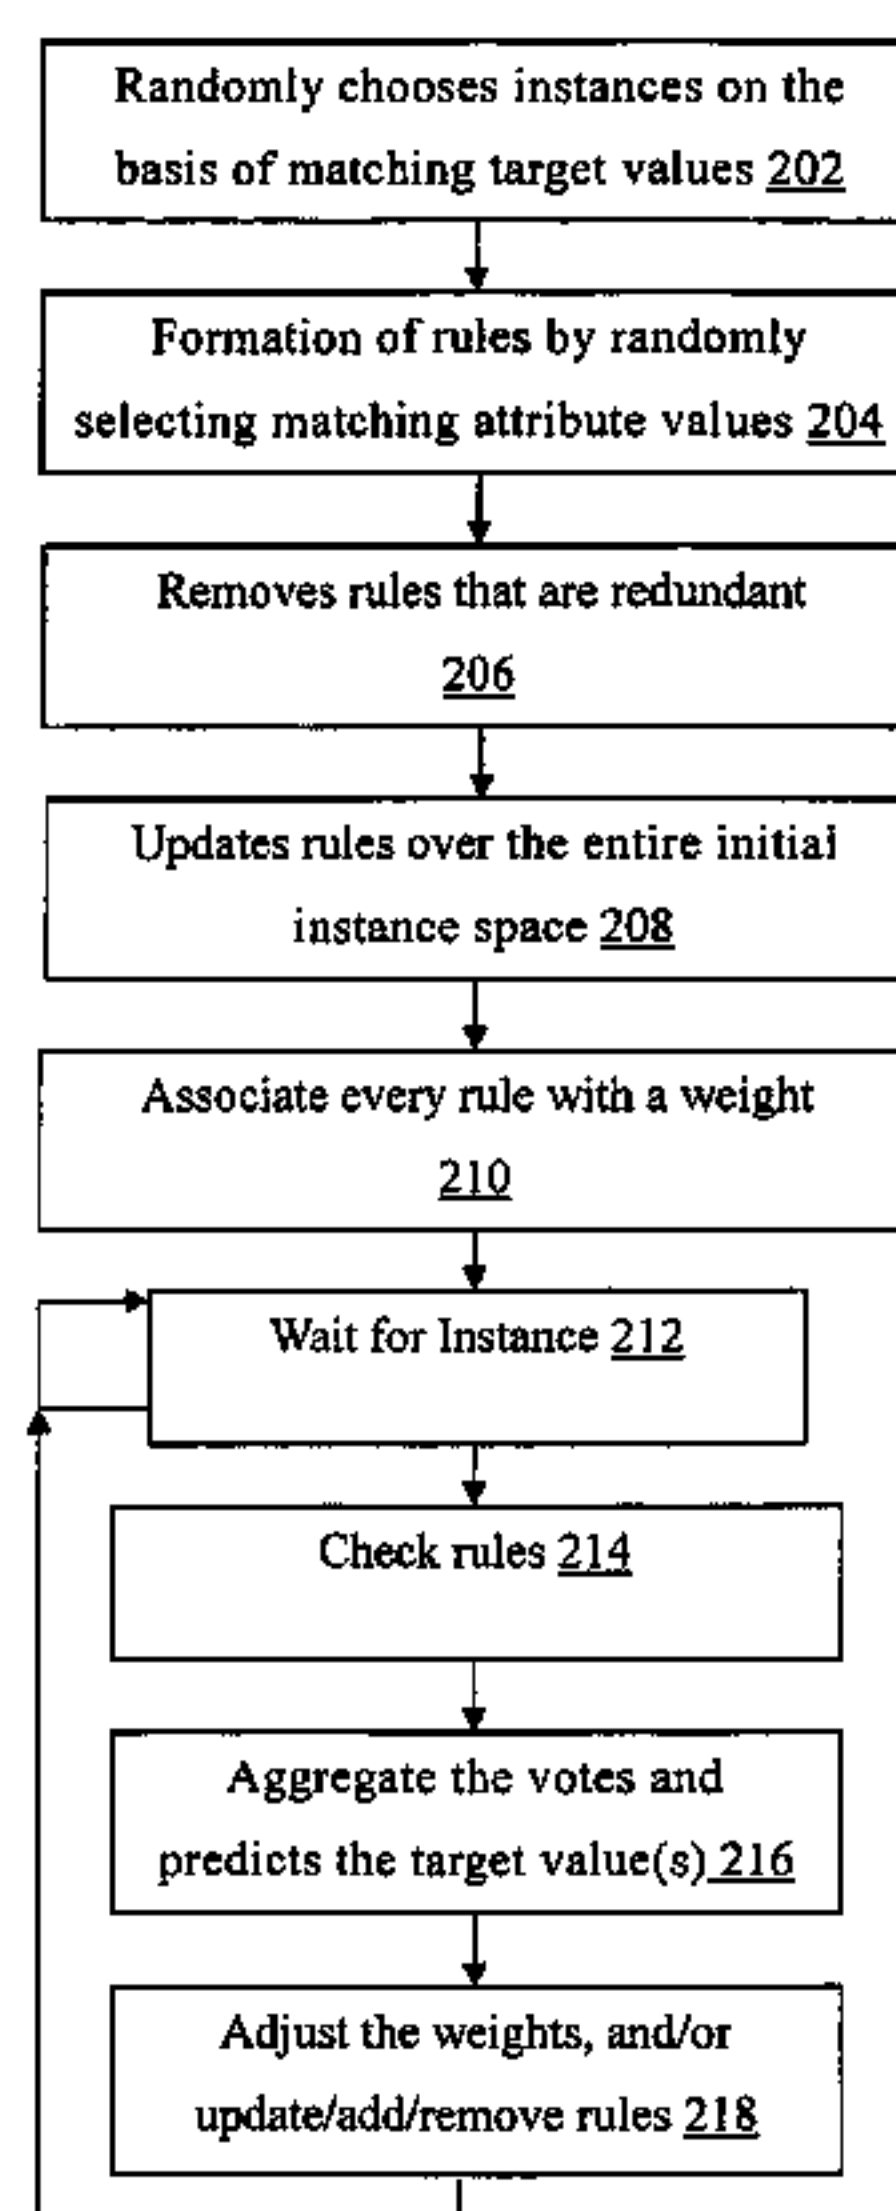 Randomly chooses instances on the
basis of matching target values 202
Formation of rules by randomly
selecting matching attribute values 204
Removes rules that are redundant
206
Updates rules over the entire initial
instance space 208
Associate every rule with a weight
210
Wait for Instance 212
Check rules 214
Aggregate the votes and
predicts the target value(s) 216
Adjust the weights, and/or
update/add/remove rules 218